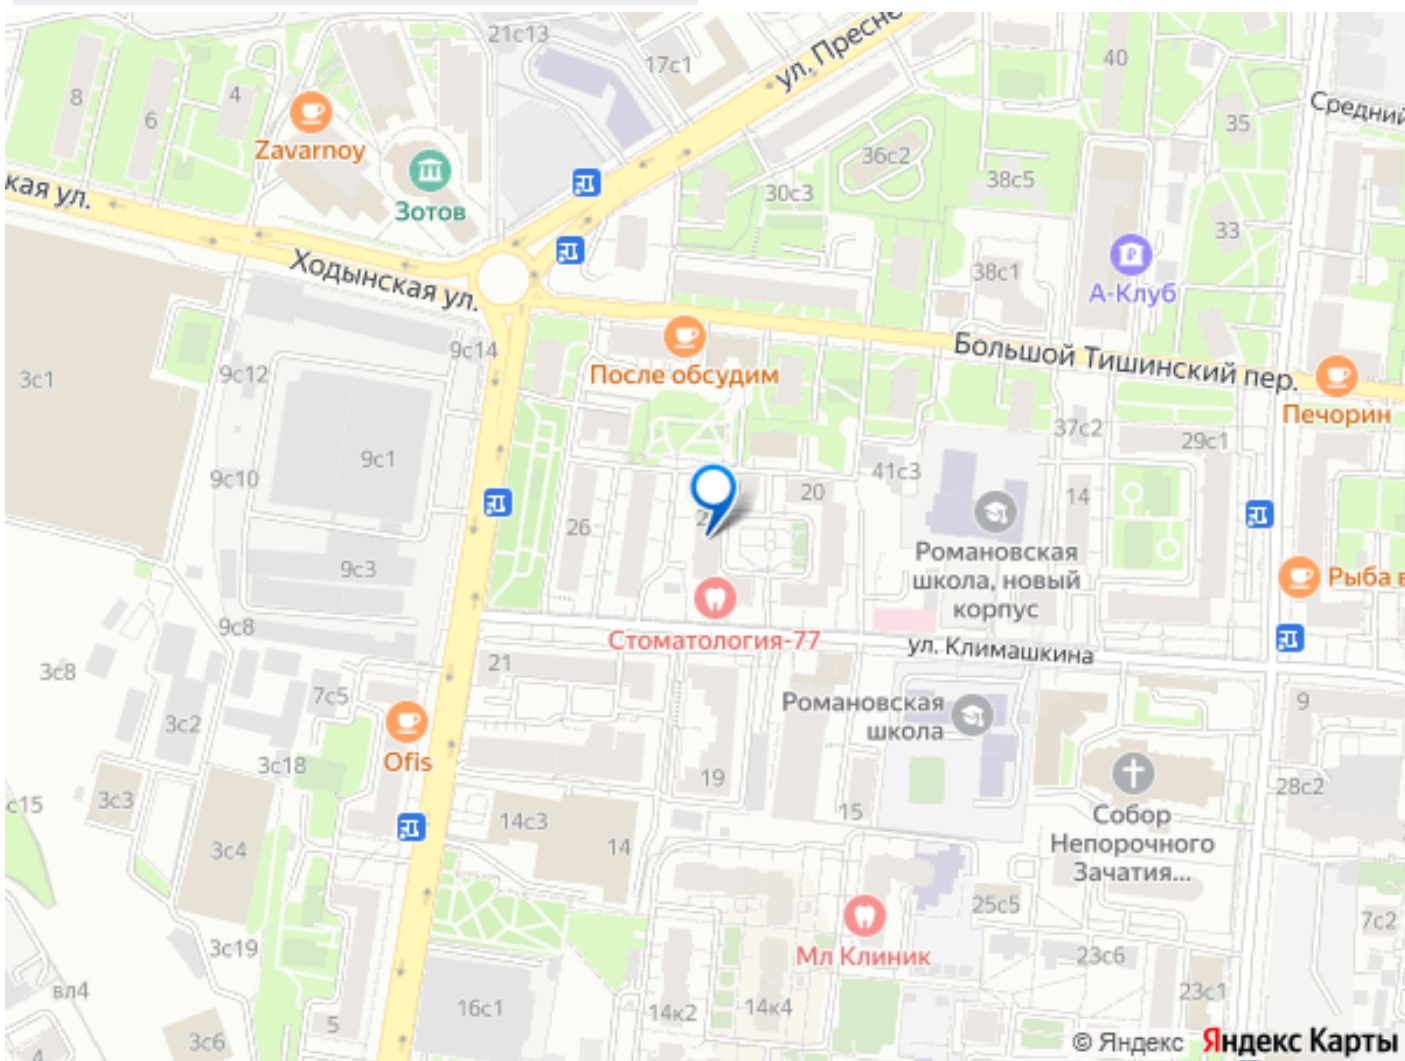 21с13
17с1
ул. Пресне
40
Средний
8
6
4
Zavarnoy
Зотов
36с2
35
38с5
30с3
33
кая ул.
Ходынская ул.
38с1
А-Клуб
9с14
После обсудим
Большой Тишинский пер.
3с1
9с12
Печорин
37с2
29с1
9с1
9с10
20
41с3
14
26
Романовская
школа, новый
корпус
9с3
Рыба в
9с8
Стоматология-77
ул. Климашкина
3с8
21
7с5
Романовская
школа
9
3с2
Ofis
3с18
19
28с2
с15
3с3
14с3
15
Собор
Непорочного
Зачатия...
3с4
14
25с5
7с2
3с19
Мл Клиник
23с6
вл4
16с1
14к2
14к4
23с1
5
3с6
© Яндекс Яндекс Карты